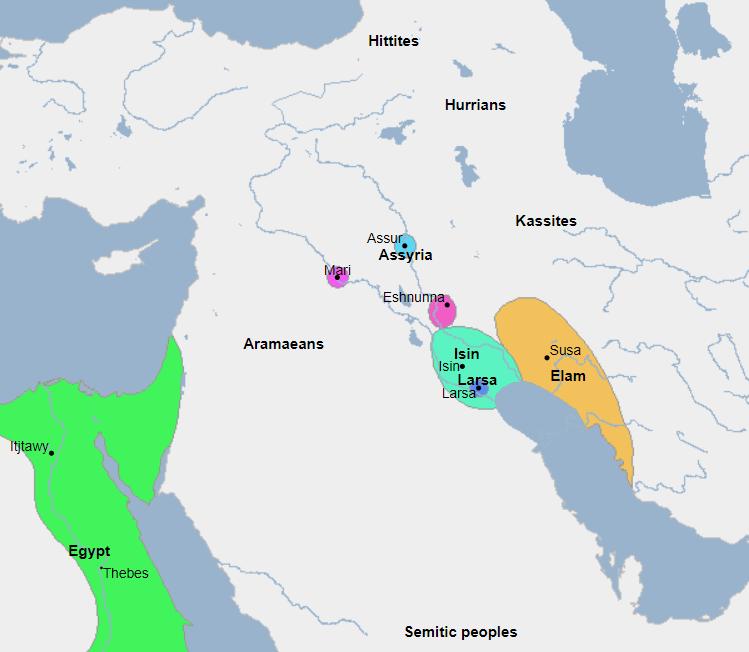 Hittites
Hurrians
Kassites
Assur
Assyria
Mari
Eshnunna
Aramaeans
Isin
Susa
Isin
Elam
Larsa
Larsa
Itjtawy
Egypt
Thebes
Semitic peoples